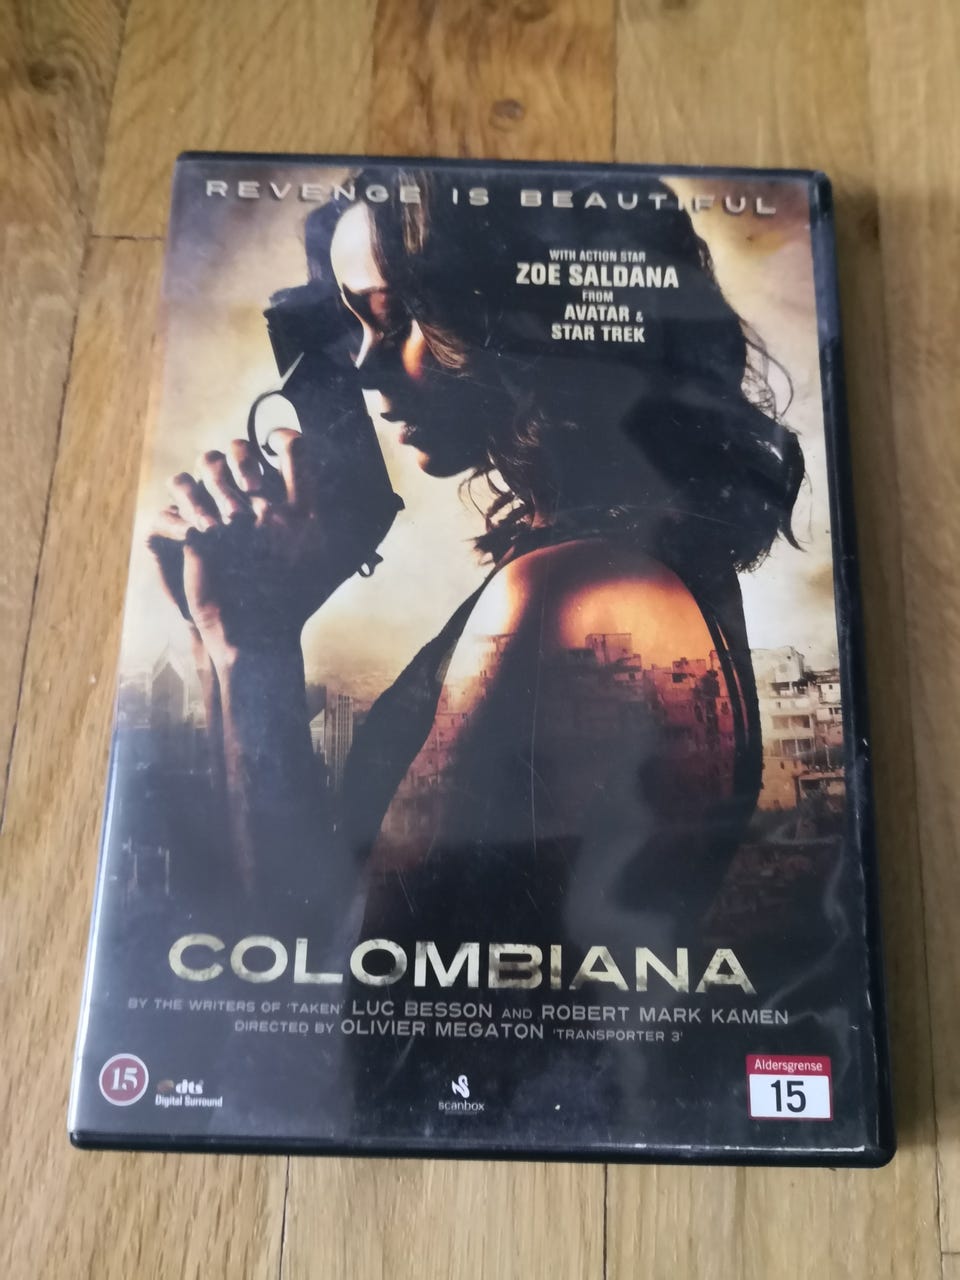 REVENGE IS BEAUTIFUL
WITH ACTION STAR
ZOE SALDANA
FROM
AVATAR &
STAR TREK
COLOMBIANA
BY THE WRITERS OF 'TAKEN' LUC BESSON AND ROBERT MARK KAMEN
DIRECTED BY OLIVIER MEGATON 'TRANSPORTER 3'
15
dts
Digital Surround
scanbox
Aldersgrense
15